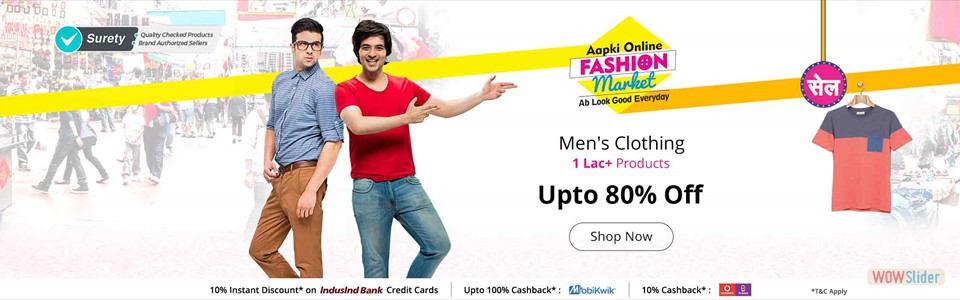 Surety
Quality Checked Products
Brand Authorized Sellers
Aapki Online
FASHION
Market
Ab Look Good Everyday
सेल
Men's Clothing
1 Lac+ Products
Upto 80% Off
Shop Now
WOWSlider
10% Instant Discount* on IndusInd Bank Credit Cards
Upto 100% Cashback* : MobiKwik
10% Cashback* :
*T&C Apply